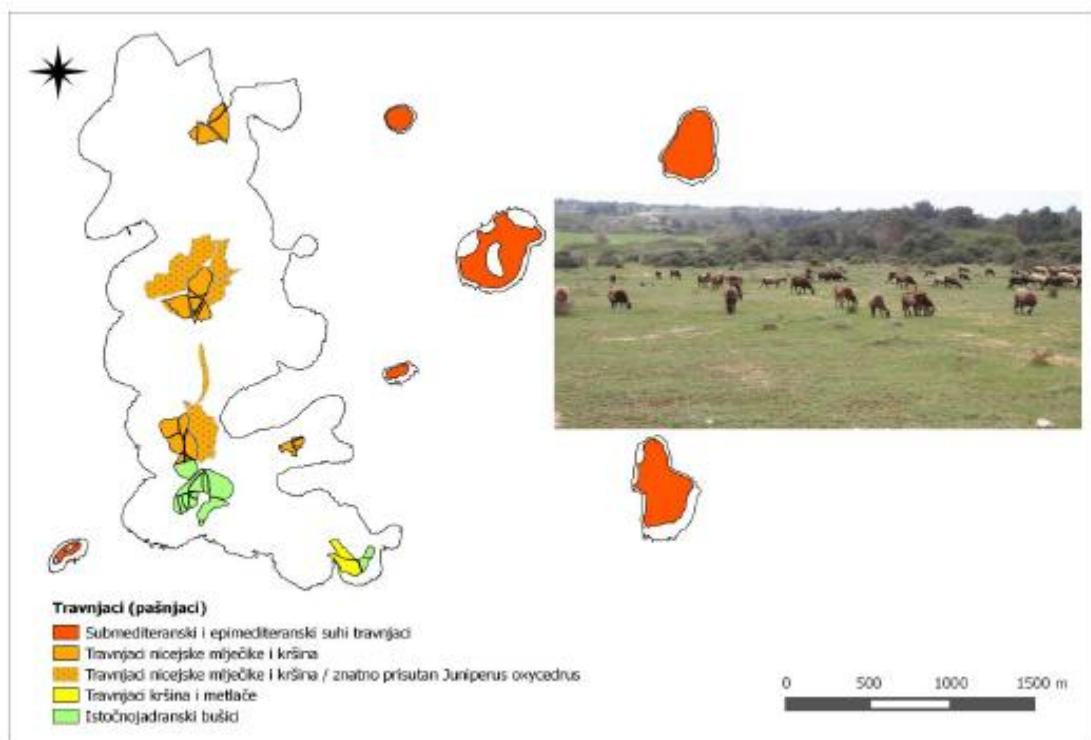 Travnjaci (pašnjaci)
Submediteranski i epimediteranski suhi travnjaci
Travnjaci nicejske mlječike i kršina
Travnjaci nicejske mlječike i kršina / znatno prisutan Juniperus oxycedrus
Travnjaci kršina i metlače
Istočnojadranski bušici
0 500 1000 1500 m